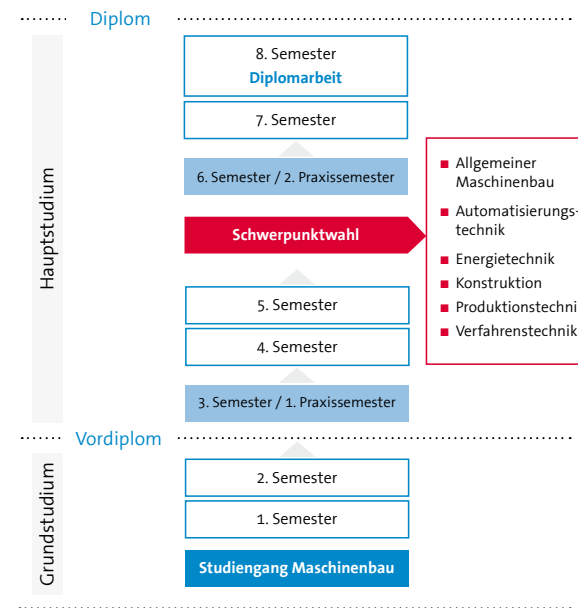 Diplom
8. Semester
Diplomarbeit
7. Semester
6. Semester / 2. Praxissemester
Schwerpunktwahl
Allgemeiner
Maschinenbau
Automatisierungs-
technik
Energietechnik
Konstruktion
Produktionstechni
Verfahrenstechnik
5. Semester
4. Semester
3. Semester / 1. Praxissemester
Hauptstudium
Vordiplom
2. Semester
1. Semester
Studiengang Maschinenbau
Grundstudium